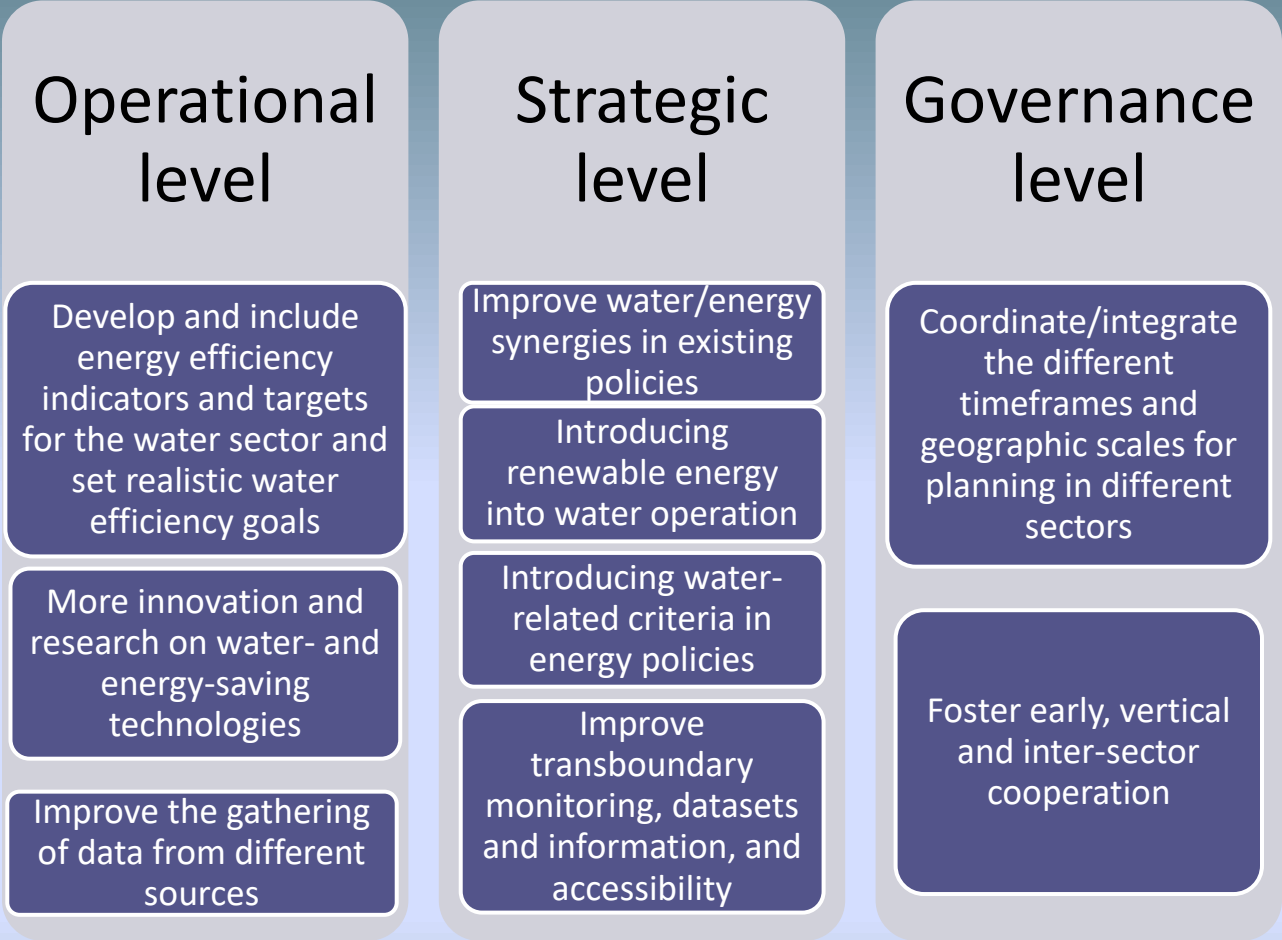 Operational
level
Develop and include
energy efficiency
indicators and targets
for the water sector and
set realistic water
efficiency goals
More innovation and
research on water- and
energy-saving
technologies
Improve the gathering
of data from different
sources
Strategic
level
Improve water/energy
synergies in existing
policies
Introducing
renewable energy
into water operation
Introducing water-
related criteria in
energy policies
Improve
transboundary
monitoring, datasets
and information, and
accessibility
Governance
level
Coordinate/integrate
the different
timeframes and
geographic scales for
planning in different
sectors
Foster early, vertical
and inter-sector
cooperation